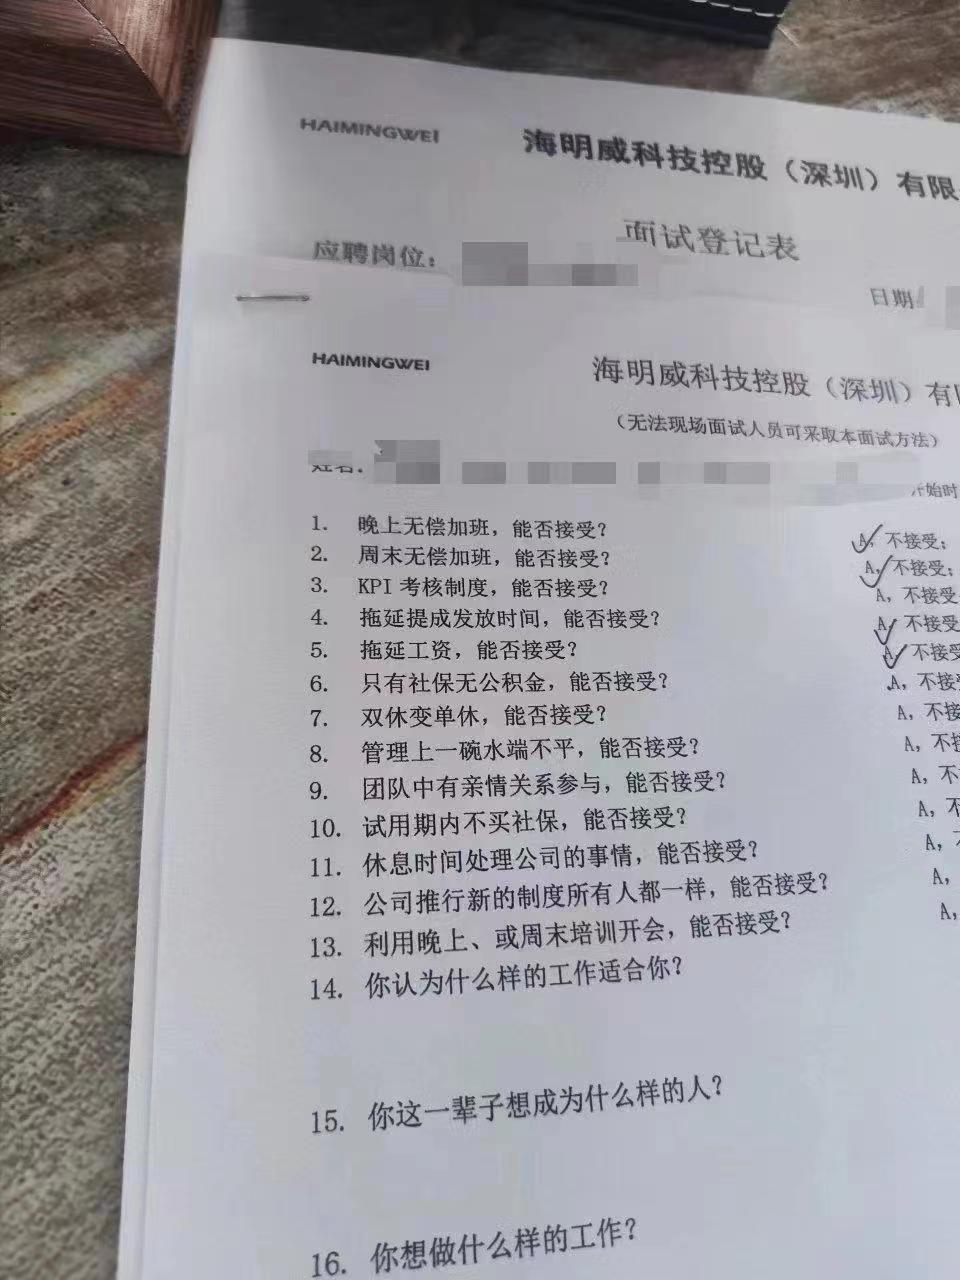 HAIMINGWEI
海明威科技控股（深圳）有限
面试登记表
应聘岗位：
日期
HAIMINGWEI
海明威科技控股（深圳）有
（无法现场面试人员可采取本面试方法）
姓名：
开始时
1. 晚上无偿加班，能否接受？ A，不接受；
2. 周末无偿加班，能否接受？ A，不接受；
3. KPI 考核制度，能否接受？ A，不接受
4. 拖延提成发放时间，能否接受？ A，不接受
5. 拖延工资，能否接受？ A，不接受
6. 只有社保无公积金，能否接受？ A，不接
7. 双休变单休，能否接受？ A，不接
8. 管理上一碗水端不平，能否接受？ A，不
9. 团队中有亲情关系参与，能否接受？ A，不
10. 试用期内不买社保，能否接受？ A，
11. 休息时间处理公司的事情，能否接受？ A，
12. 公司推行新的制度所有人都一样，能否接受？ A，
13. 利用晚上、或周末培训开会，能否接受？ A，
14. 你认为什么样的工作适合你？
15. 你这一辈子想成为什么样的人？
16. 你想做什么样的工作？